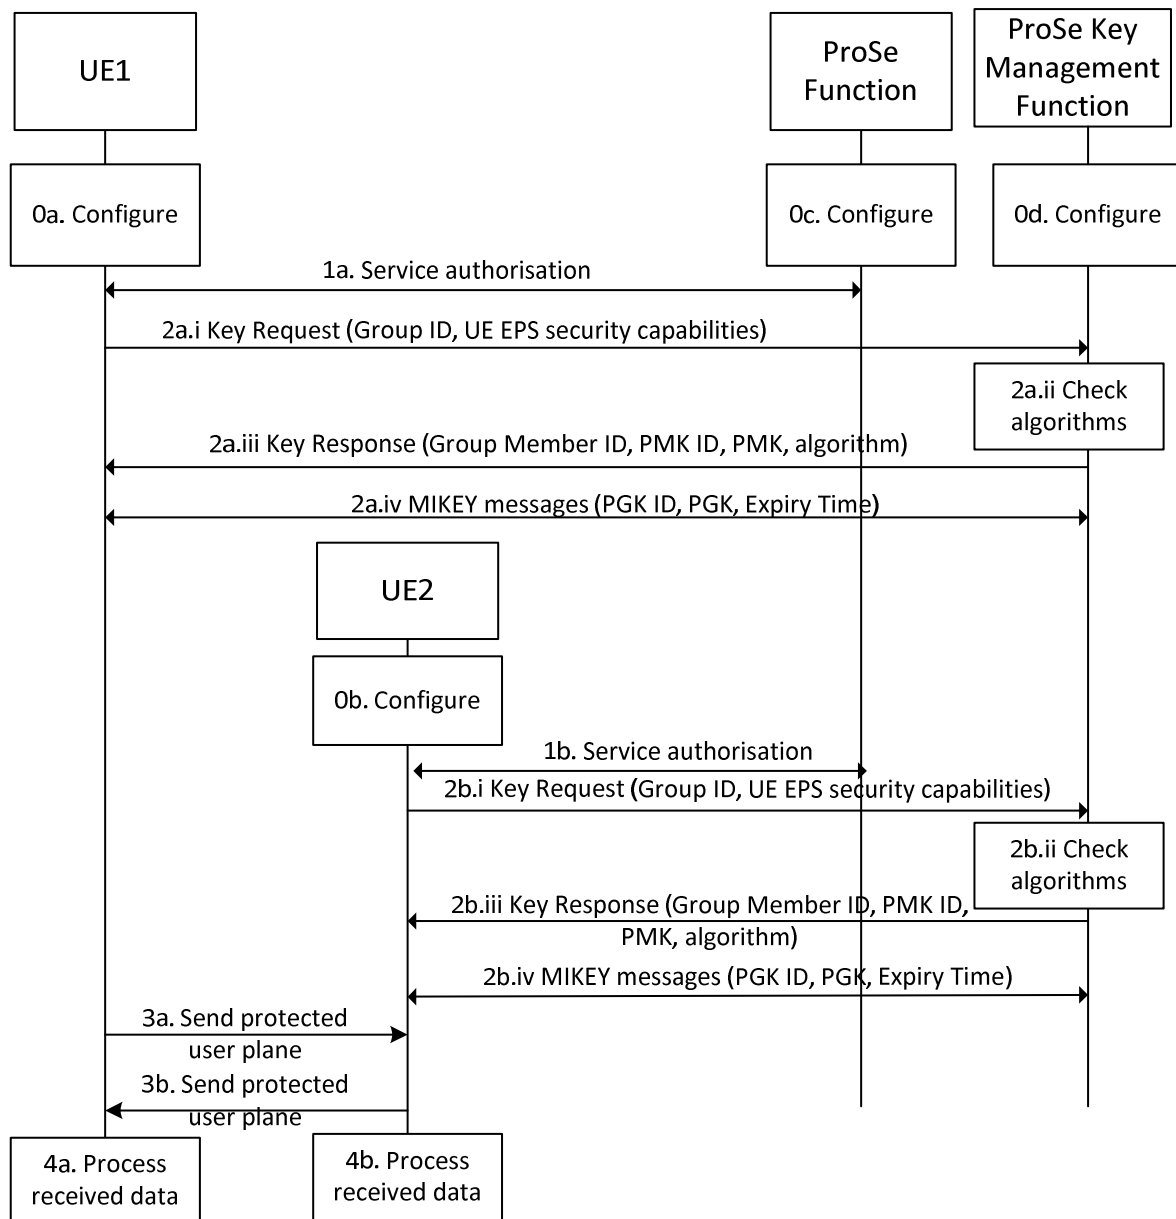 UE1
ProSe
Function
ProSe Key
Management
Function
0a. Configure
0c. Configure
0d. Configure
1a. Service authorisation
2a.i Key Request (Group ID, UE EPS security capabilities)
2a.ii Check
algorithms
2a.iii Key Response (Group Member ID, PMK ID, PMK, algorithm)
2a.iv MIKEY messages (PGK ID, PGK, Expiry Time)
UE2
0b. Configure
1b. Service authorisation
2b.i Key Request (Group ID, UE EPS security capabilities)
2b.ii Check
algorithms
2b.iii Key Response (Group Member ID, PMK ID,
PMK, algorithm)
2b.iv MIKEY messages (PGK ID, PGK, Expiry Time)
3a. Send protected
user plane
3b. Send protected
user plane
4a. Process
received data
4b. Process
received data